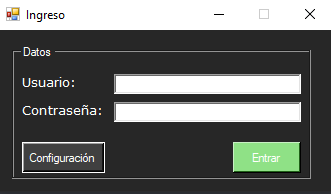 Ingreso
Datos
Usuario:
Contraseña:
Configuración
Entrar